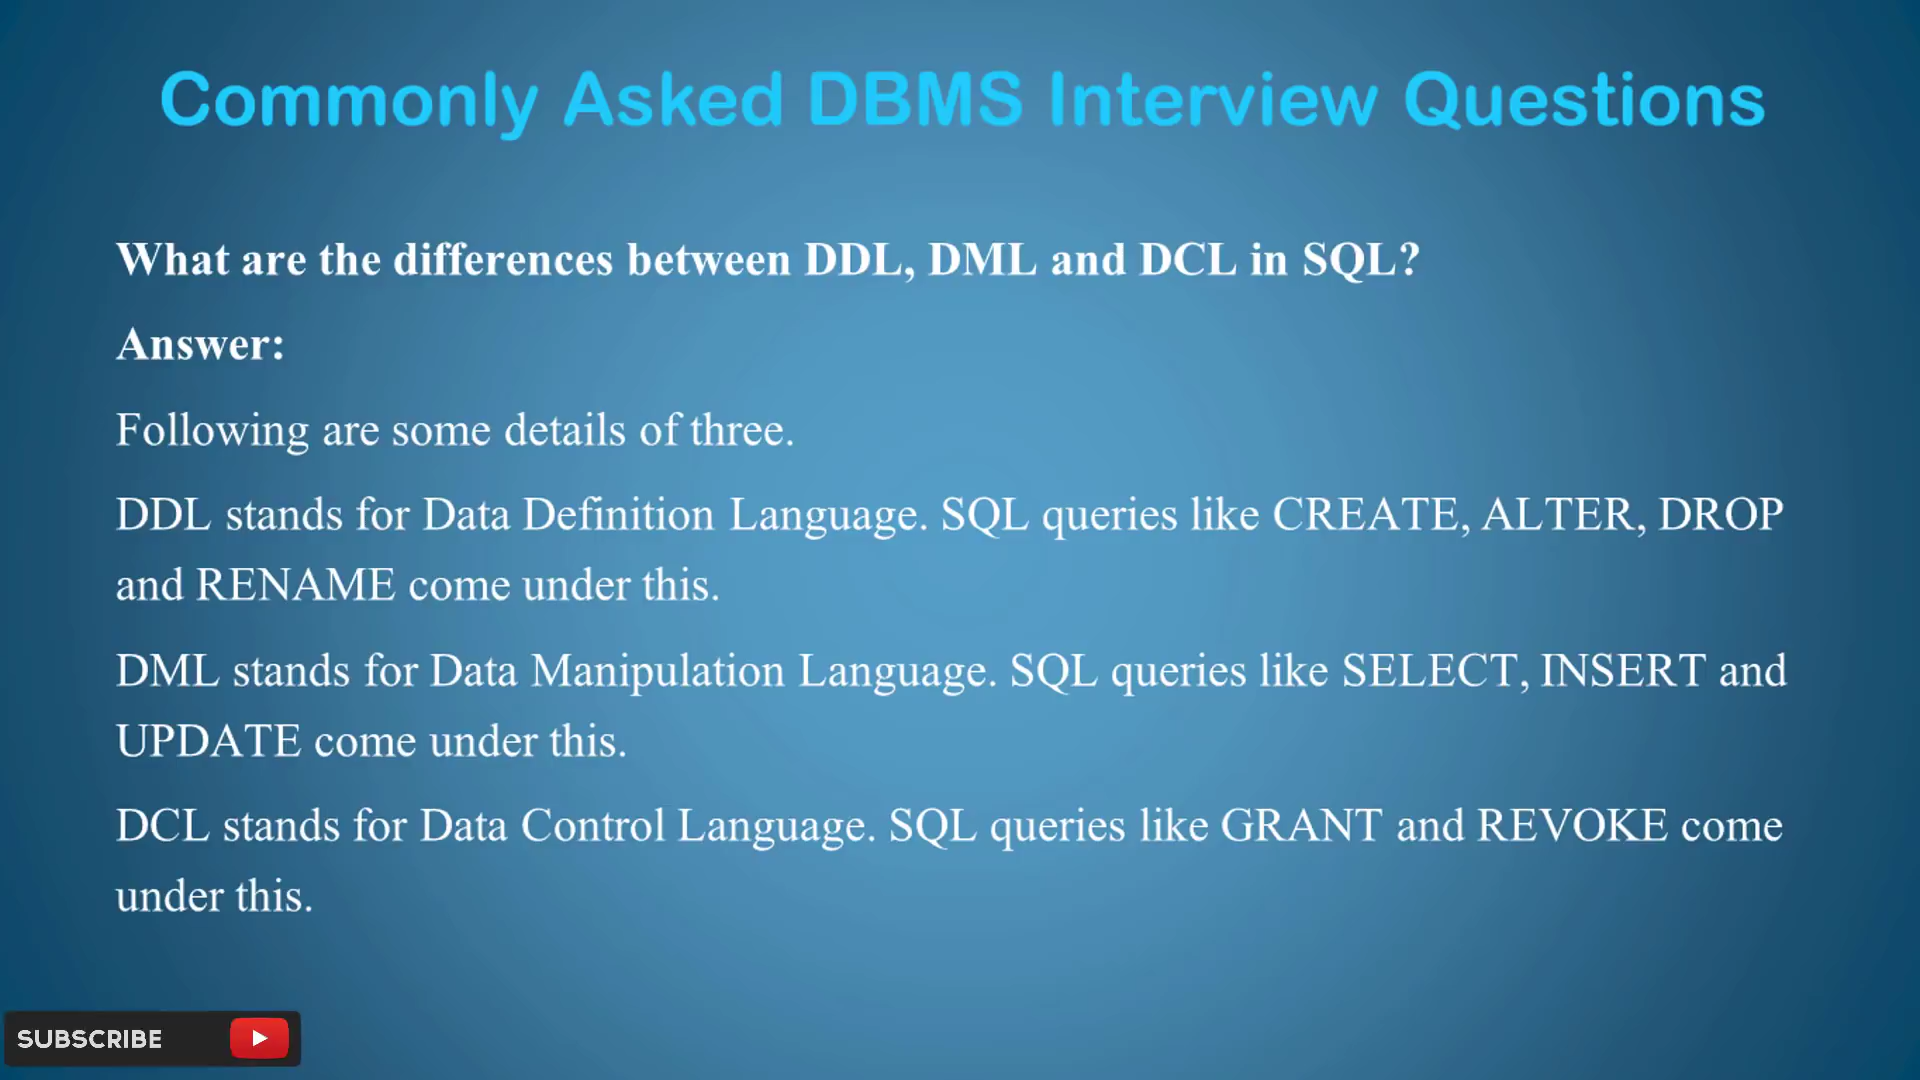 Commonly Asked DBMS Interview Questions
What are the differences between DDL, DML and DCL in SQL?
Answer:
Following are some details of three.
DDL stands for Data Definition Language. SQL queries like CREATE, ALTER, DROP
and RENAME come under this.
DML stands for Data Manipulation Language. SQL queries like SELECT, INSERT and
UPDATE come under this.
DCL stands for Data Control Language. SQL queries like GRANT and REVOKE come
under this.
SUBSCRIBE